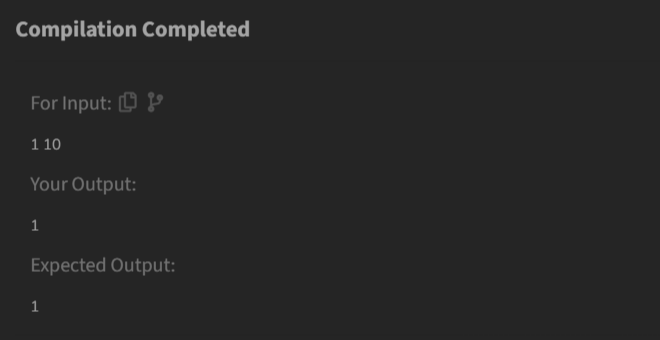 Compilation Completed
For Input:
1 10
Your Output:
1
Expected Output:
1